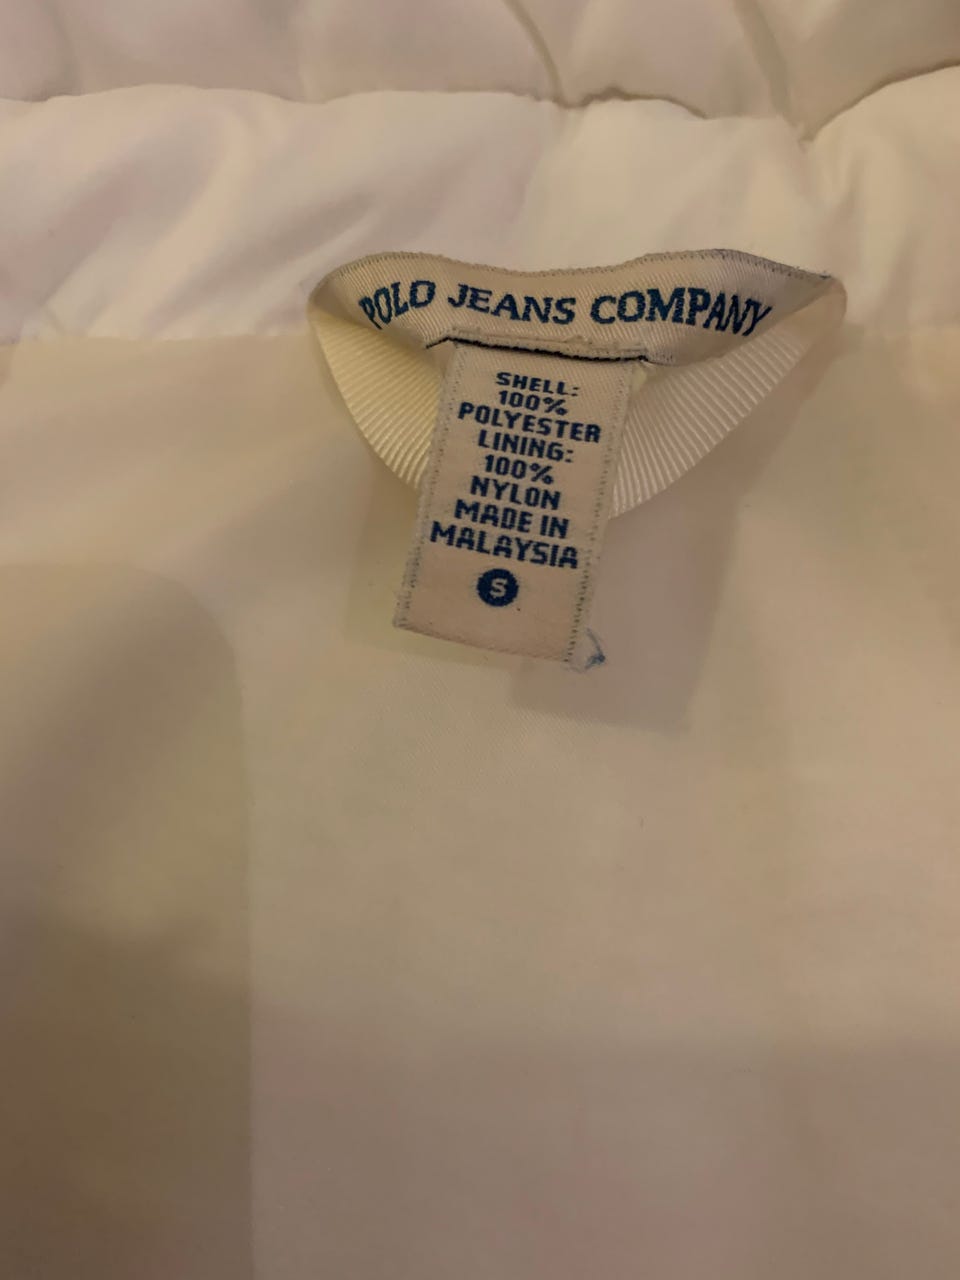 POLO JEANS COMPANY
SHELL:
100%
POLYESTER
LINING:
100%
NYLON
MADE IN
MALAYSIA
S